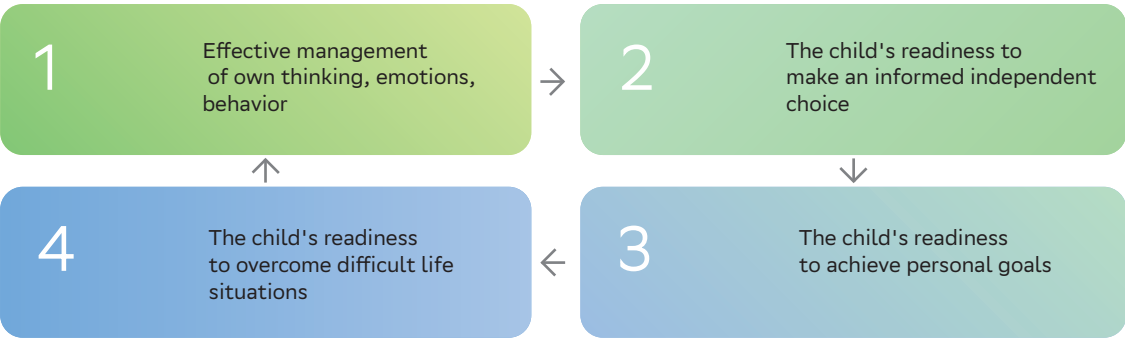 1
Effective management
of own thinking, emotions,
behavior
2
The child's readiness to
make an informed independent
choice
3
The child's readiness
to achieve personal goals
4
The child's readiness
to overcome difficult life
situations